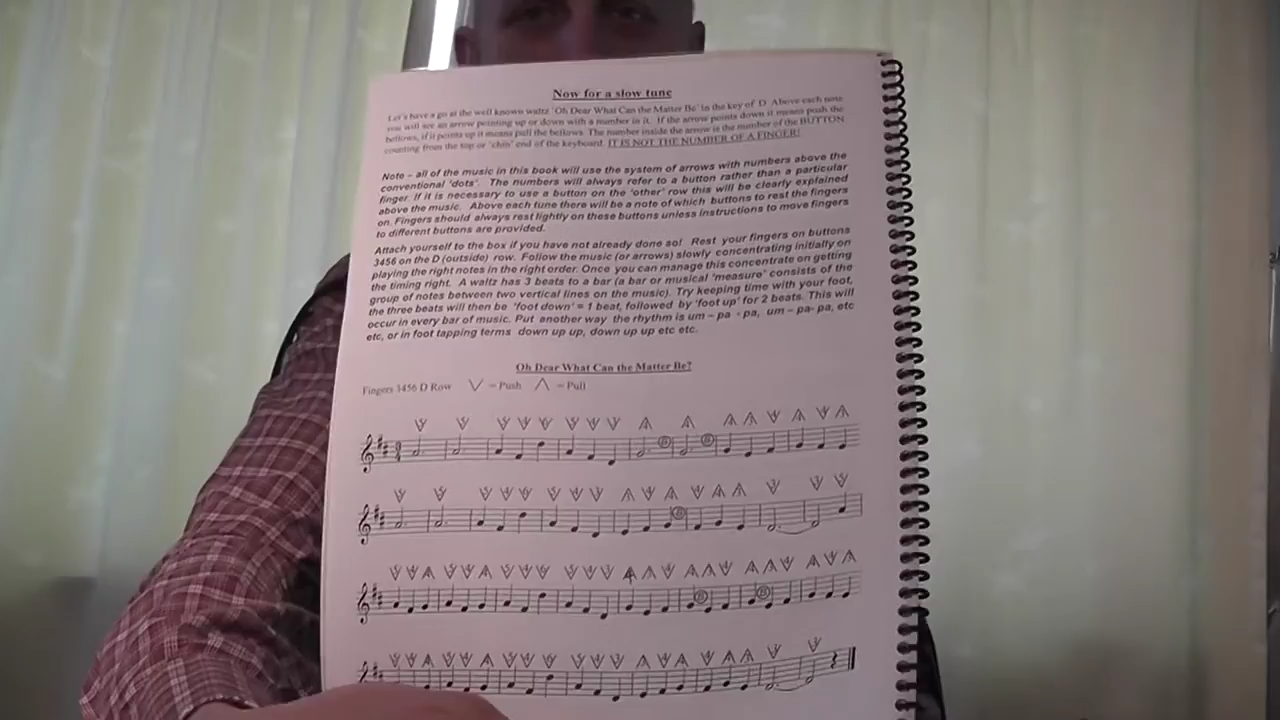 Now for a slow tune
Let's have a go at the well known waltz 'Oh Dear What Can the Matter Be' in the key of D. Above each note
you will see an arrow pointing up or down with a number in it. If the arrow points down it means push the
bellows, if it points up it means pull the bellows. The number inside the arrow is the number of the BUTTON
counting from the top or 'chin' end of the keyboard. IT IS NOT THE NUMBER OF A FINGER!
Note – all of the music in this book will use the system of arrows with numbers above the
conventional 'dots'. The numbers will always refer to a button rather than a particular
finger. If it is necessary to use a button on the 'other' row this will be clearly explained
above the music. Above each tune there will be a note of which buttons to rest the fingers
on. Fingers should always rest lightly on these buttons unless instructions to move fingers
to different buttons are provided.
Attach yourself to the box if you have not already done so! Rest your fingers on buttons
3456 on the D (outside) row. Follow the music (or arrows) slowly concentrating initially on
playing the right notes in the right order. Once you can manage this concentrate on getting
the timing right. A waltz has 3 beats to a bar (a bar or musical 'measure' consists of the
group of notes between two vertical lines on the music). Try keeping time with your foot,
the three beats will then be 'foot down' = 1 beat, followed by 'foot up' for 2 beats. This will
occur in every bar of music. Put another way the rhythm is um – pa - pa, um – pa- pa, etc
etc, or in foot tapping terms down up up, down up up etc etc.
Oh Dear What Can the Matter Be?
Fingers 3456 D Row = Push = Pull